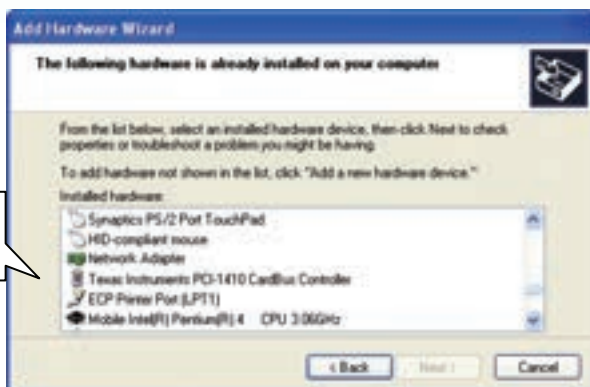 Add Hardware Wizard
The following hardware is already installed on your computer
From the list below, select an installed hardware device, then click Next to check
properties or troubleshoot a problem you might be having.
To add hardware not shown in the list, click "Add a new hardware device."
Installed hardware:
Synaptics PS/2 Port TouchPad
HID-compliant mouse
Network Adapter
Texas Instruments PCI-1410 CardBus Controller
ECP Printer Port (LPT1)
Mobile Intel(R) Pentium(R) 4 CPU 3.06GHz
< Back Next > Cancel